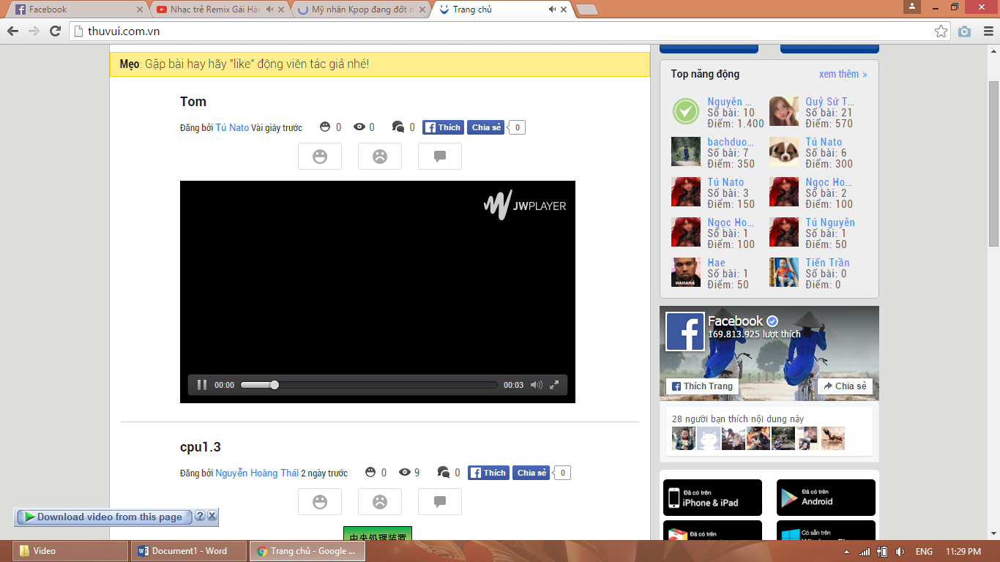 Facebook
Nhạc trẻ Remix Gái Hàn
Mỹ nhân Kpop đang đốt n
Trang chủ
thuvui.com.vn
Mẹo: Gặp bài hay hãy "like" động viên tác giả nhé!
Tom
Đăng bởi Tú Nato Vài giây trước 0 0 0 Thích Chia sẻ 0
JWPLAYER
00:00 00:03
cpu1.3
Đăng bởi Nguyễn Hoàng Thái 2 ngày trước 0 9 0 Thích Chia sẻ 0
中央処理装置
Download video from this page ? X
Top năng động xem thêm »
Nguyên ...
Số bài: 10
Điểm: 1.400
Quỷ Sứ T...
Số bài: 21
Điểm: 570
bachduo...
Số bài: 7
Điểm: 350
Tú Nato
Số bài: 6
Điểm: 300
Tú Nato
Số bài: 3
Điểm: 150
Ngọc Ho...
Số bài: 2
Điểm: 100
Ngọc Ho...
Số bài: 1
Điểm: 100
Tú Nguyên
Số bài: 1
Điểm: 50
Hae
Số bài: 1
Điểm: 50
HAHAHA
Tiến Trần
Số bài: 0
Điểm: 0
Facebook
169.813.925 lượt thích
Thích Trang
Chia sẻ
28 người bạn thích nội dung này
Đã có trên
iPhone & iPad
Đã có trên
Android
Đã có trên
Có sẵn trên
Video
Document1 - Word
Trang chủ - Google ...
ENG
11:29 PM